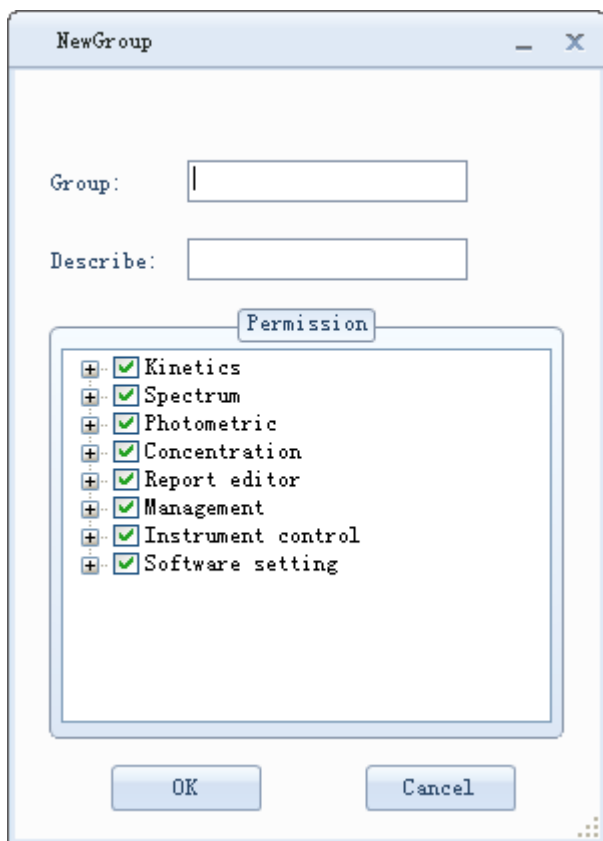 NewGroup
Group:
Describe:
Permission
Kinetics
Spectrum
Photometric
Concentration
Report editor
Management
Instrument control
Software setting
OK Cancel